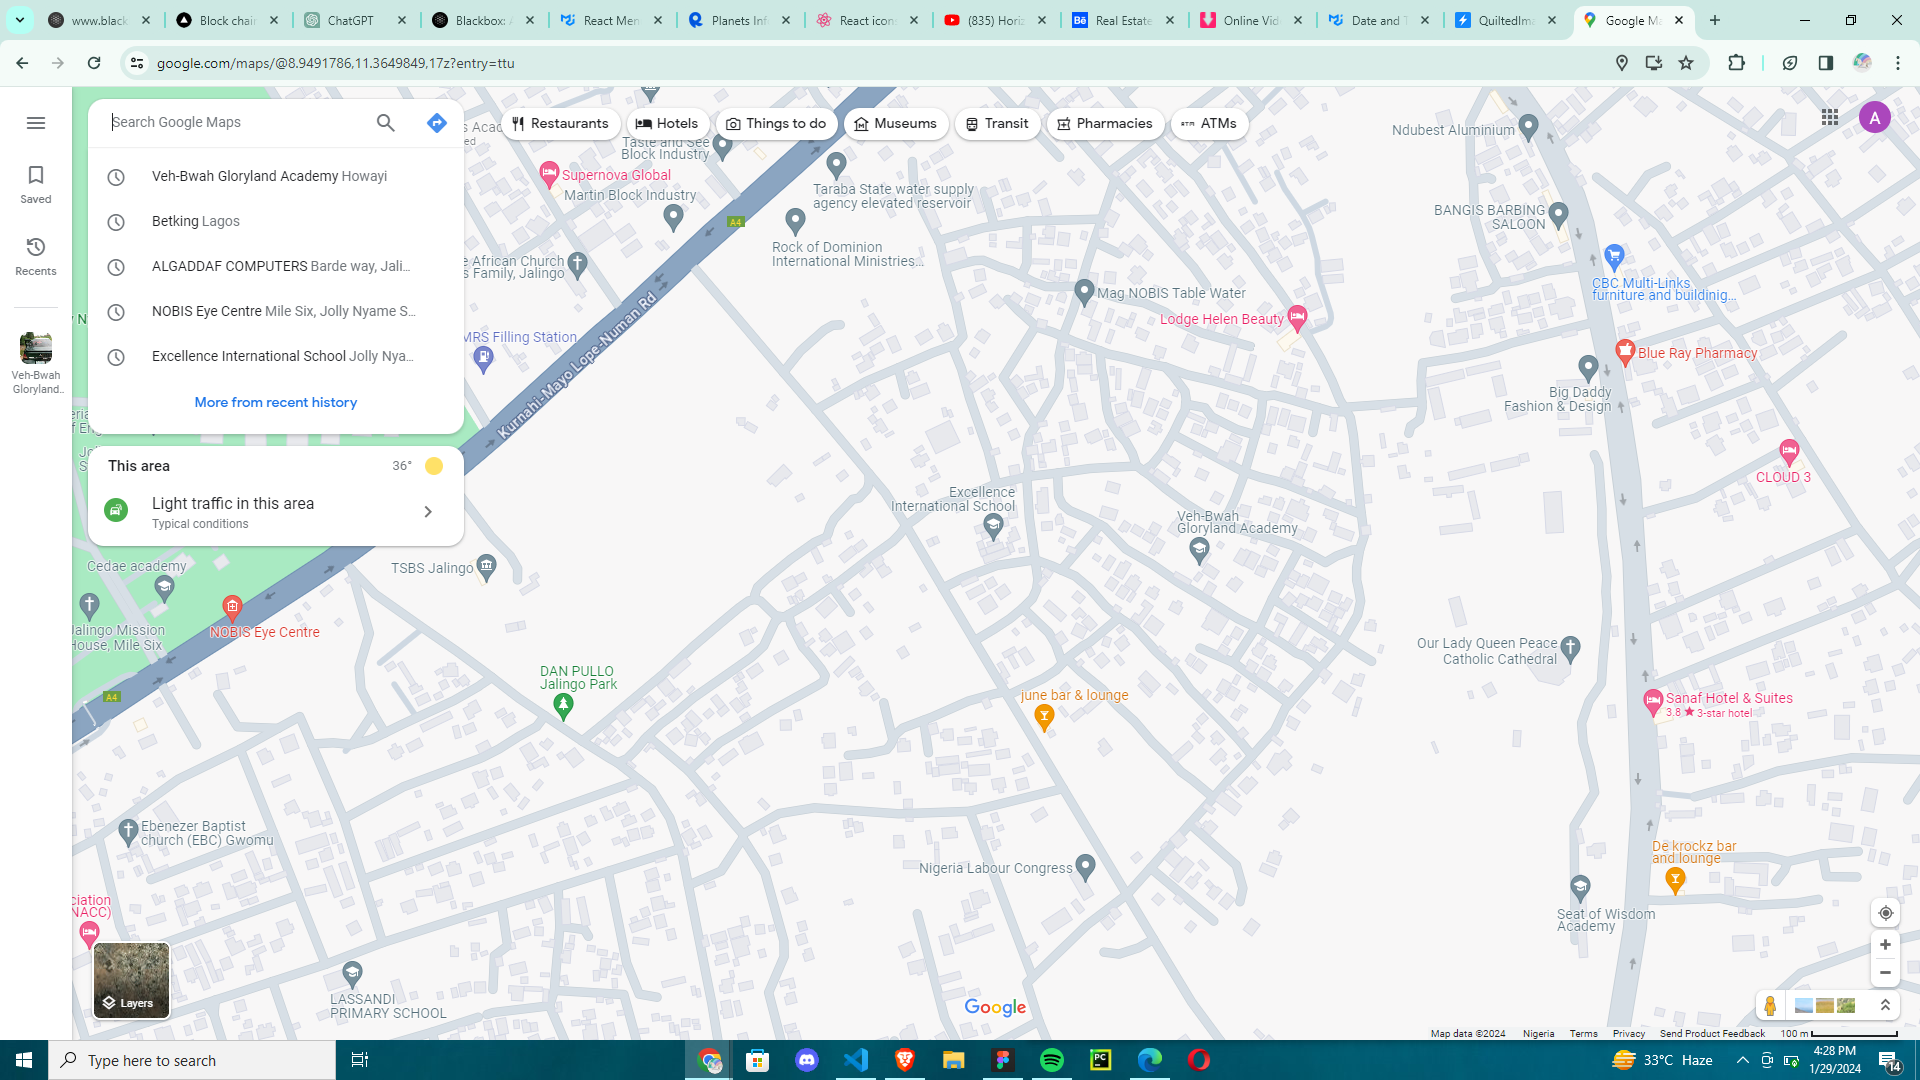 www.black
Block chain
ChatGPT
Blackbox: A
React Men
Planets Inf
React icons
(835) Horiz
Real Estate
Online Vid
Date and T
QuiltedIma
Google Ma
google.com/maps/@8.9491786,11.3649849,17z?entry=ttu
Search Google Maps
Restaurants
Hotels
Things to do
Museums
Transit
Pharmacies
ATMs
A
Saved
Recents
Veh-Bwah
Gloryland..
Veh-Bwah Gloryland Academy Howayi
Betking Lagos
ALGADDAF COMPUTERS Barde way, Jali...
NOBIS Eye Centre Mile Six, Jolly Nyame S...
Excellence International School Jolly Nya...
More from recent history
This area
36°
Light traffic in this area
Typical conditions
Taste and See
Block Industry
Supernova Global
Martin Block Industry
Taraba State water supply
agency elevated reservoir
A4
Rock of Dominion
International Ministries...
e African Church
s Family, Jalingo
MRS Filling Station
Kurnahi-Mayo Lope-Numan Rd
Mag NOBIS Table Water
Lodge Helen Beauty
Ndubest Aluminium
BANGIS BARBING
SALOON
CBC Multi-Links
furniture and buildinig...
Blue Ray Pharmacy
Big Daddy
Fashion & Design
CLOUD 3
Excellence
International School
Veh-Bwah
Gloryland Academy
Cedae academy
TSBS Jalingo
Jalingo Mission
House, Mile Six
NOBIS Eye Centre
A4
DAN PULLO
Jalingo Park
june bar & lounge
Our Lady Queen Peace
Catholic Cathedral
Sanaf Hotel & Suites
3.8 ★ 3-star hotel
Ebenezer Baptist
church (EBC) Gwomu
Nigeria Labour Congress
De krockz bar
and lounge
Seat of Wisdom
Academy
ciation
NACC)
LASSANDI
PRIMARY SCHOOL
Layers
Google
Map data ©2024
Nigeria
Terms
Privacy
Send Product Feedback
100 m
Type here to search
33°C Haze
4:28 PM
1/29/2024
14